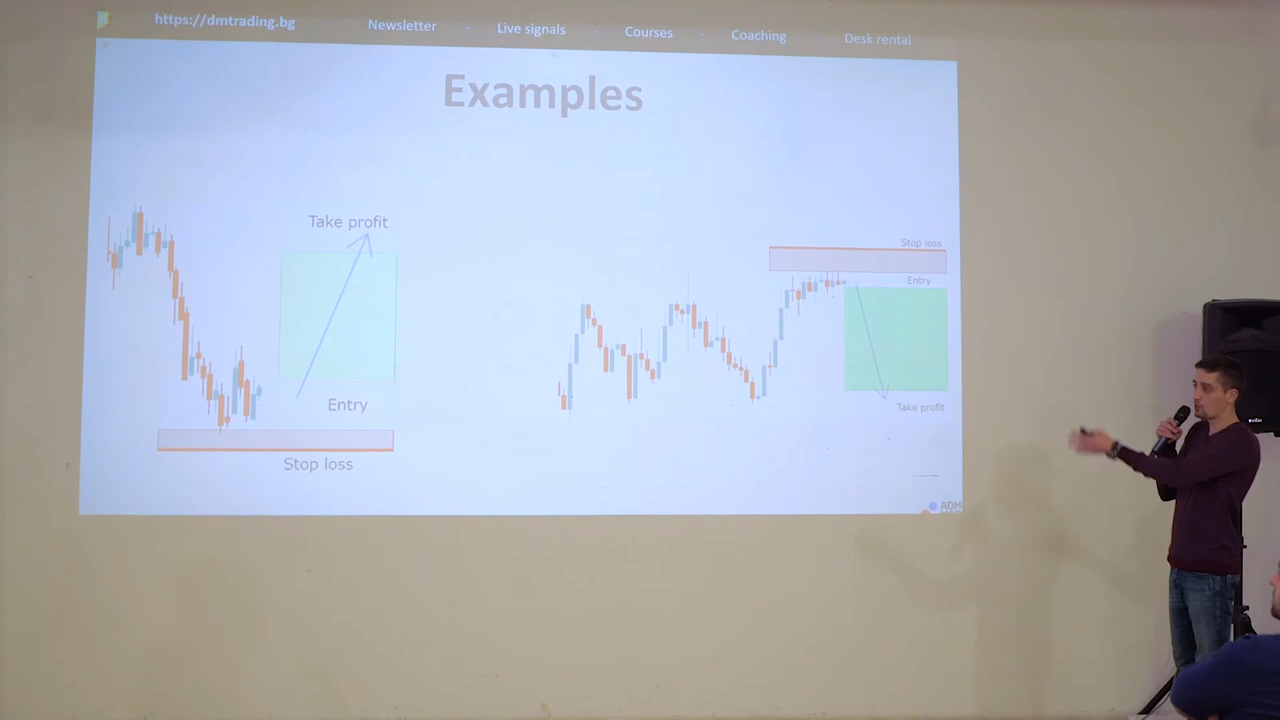 https://dmtrading.bg Newsletter - Live signals - Courses - Coaching - Desk rental
Examples
Take profit
Entry
Stop loss
Stop loss
Entry
Take profit